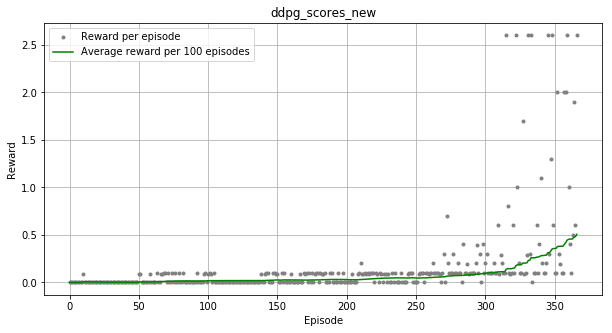 ddpg_scores_new
Reward per episode
Average reward per 100 episodes
Reward
2.5
2.0
1.5
1.0
0.5
0.0
0
50
100
150
200
250
300
350
Episode